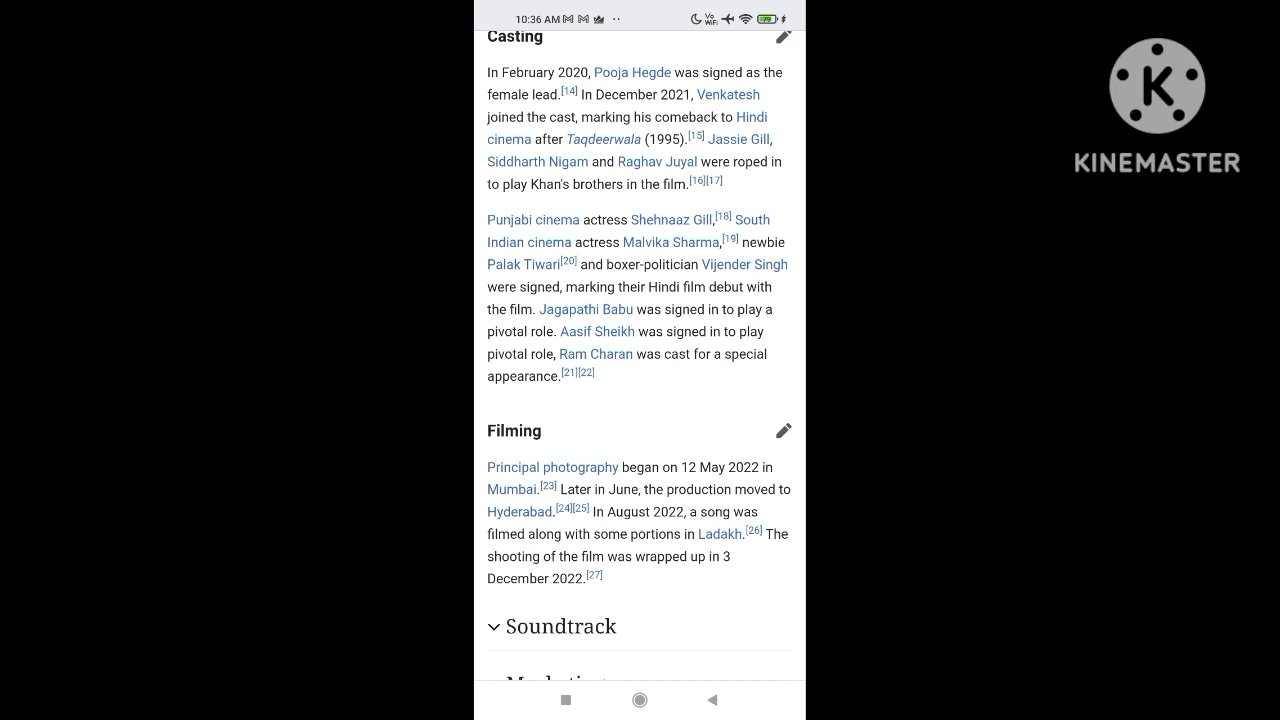 10:36 AM
Vo
WiFi
79
Casting
In February 2020, Pooja Hegde was signed as the
female lead.[14] In December 2021, Venkatesh
joined the cast, marking his comeback to Hindi
cinema after Taqdeerwala (1995).[15] Jassie Gill,
Siddharth Nigam and Raghav Juyal were roped in
to play Khan's brothers in the film.[16][17]
Punjabi cinema actress Shehnaaz Gill,[18] South
Indian cinema actress Malvika Sharma,[19] newbie
Palak Tiwari[20] and boxer-politician Vijender Singh
were signed, marking their Hindi film debut with
the film. Jagapathi Babu was signed in to play a
pivotal role. Aasif Sheikh was signed in to play
pivotal role, Ram Charan was cast for a special
appearance.[21][22]
Filming
Principal photography began on 12 May 2022 in
Mumbai.[23] Later in June, the production moved to
Hyderabad.[24][25] In August 2022, a song was
filmed along with some portions in Ladakh.[26] The
shooting of the film was wrapped up in 3
December 2022.[27]
Soundtrack
K
KINEMASTER